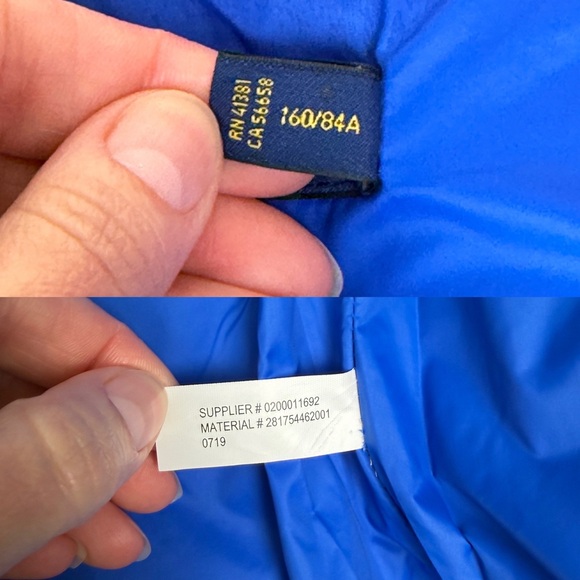 RN 41381
CA 56658
160/84A
SUPPLIER # 0200011692
MATERIAL # 281754462001
0719